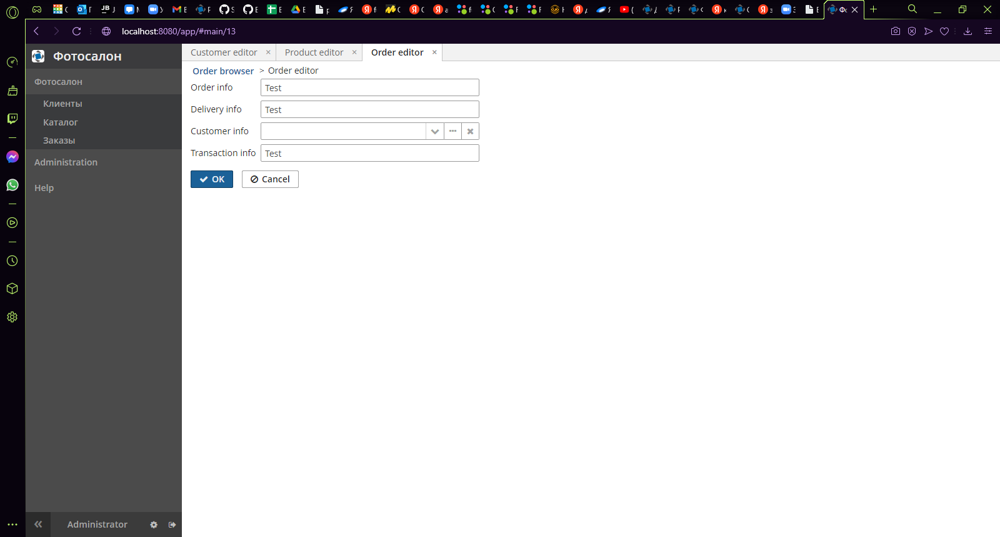 localhost:8080/app/#main/13
Фотосалон
Фотосалон
Клиенты
Каталог
Заказы
Administration
Help
Administrator
Customer editor
Product editor
Order editor
Order browser > Order editor
Order info Test
Delivery info Test
Customer info
Transaction info Test
OK Cancel